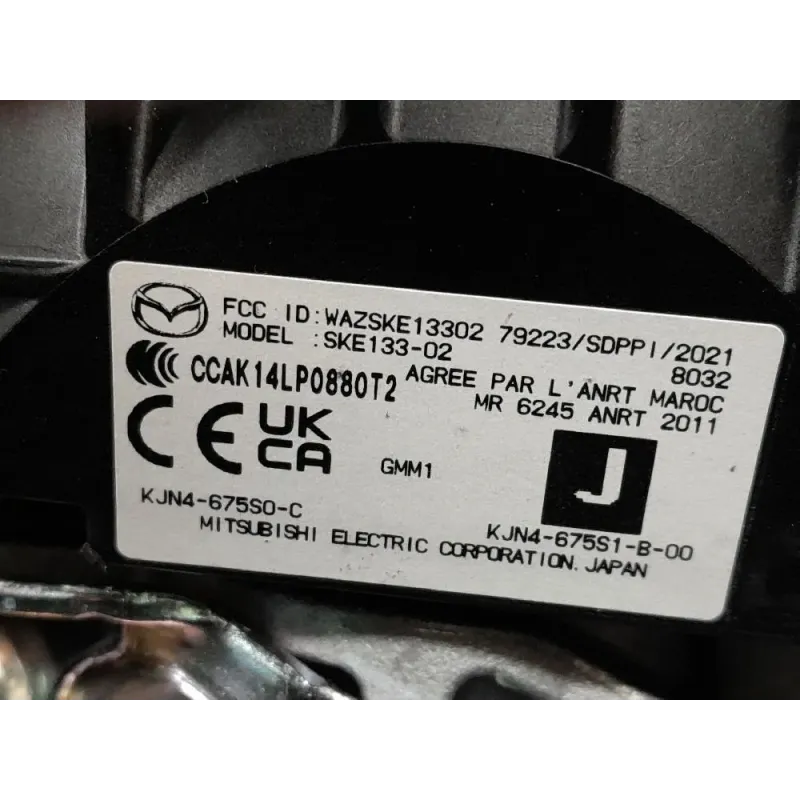 FCC ID:WAZSKE13302 79223/SDPPI/2021
MODEL :SKE133-02 8032
CCAK14LP0880T2 AGREE PAR L'ANRT MAROC
MR 6245 ANRT 2011
CE UK
CA
GMM1
J
KJN4-675S0-C
KJN4-675S1-B-00
MITSUBISHI ELECTRIC CORPORATION. JAPAN